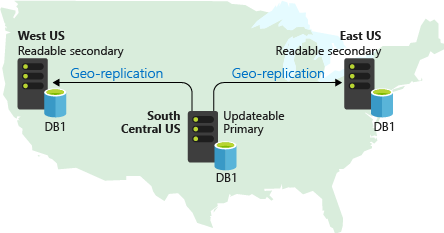 West US
Readable secondary
East US
Readable secondary
Geo-replication
Geo-replication
DB1
DB1
South
Central US
Updateable
Primary
DB1